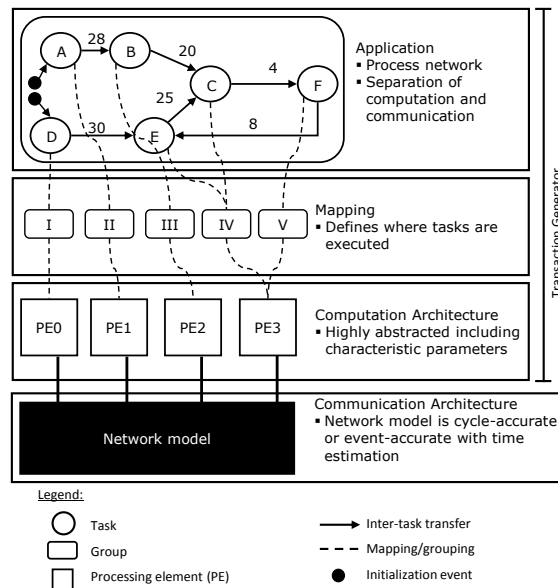 A
28
B
20
C
4
F
25
8
D
30
E
Application
▪ Process network
▪ Separation of
computation and
communication
I
II
III
IV
V
Mapping
▪ Defines where tasks are
executed
PE0
PE1
PE2
PE3
Computation Architecture
▪ Highly abstracted including
characteristic parameters
Transaction Generator
Network model
Communication Architecture
▪ Network model is cycle-accurate
or event-accurate with time
estimation
Legend:
Task
Group
Processing element (PE)
Inter-task transfer
Mapping/grouping
Initialization event